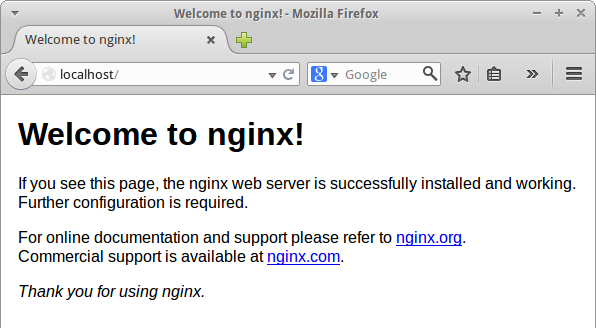 Welcome to nginx! - Mozilla Firefox
Welcome to nginx!
localhost/
Google
Welcome to nginx!
If you see this page, the nginx web server is successfully installed and working.
Further configuration is required.
For online documentation and support please refer to nginx.org.
Commercial support is available at nginx.com.
Thank you for using nginx.